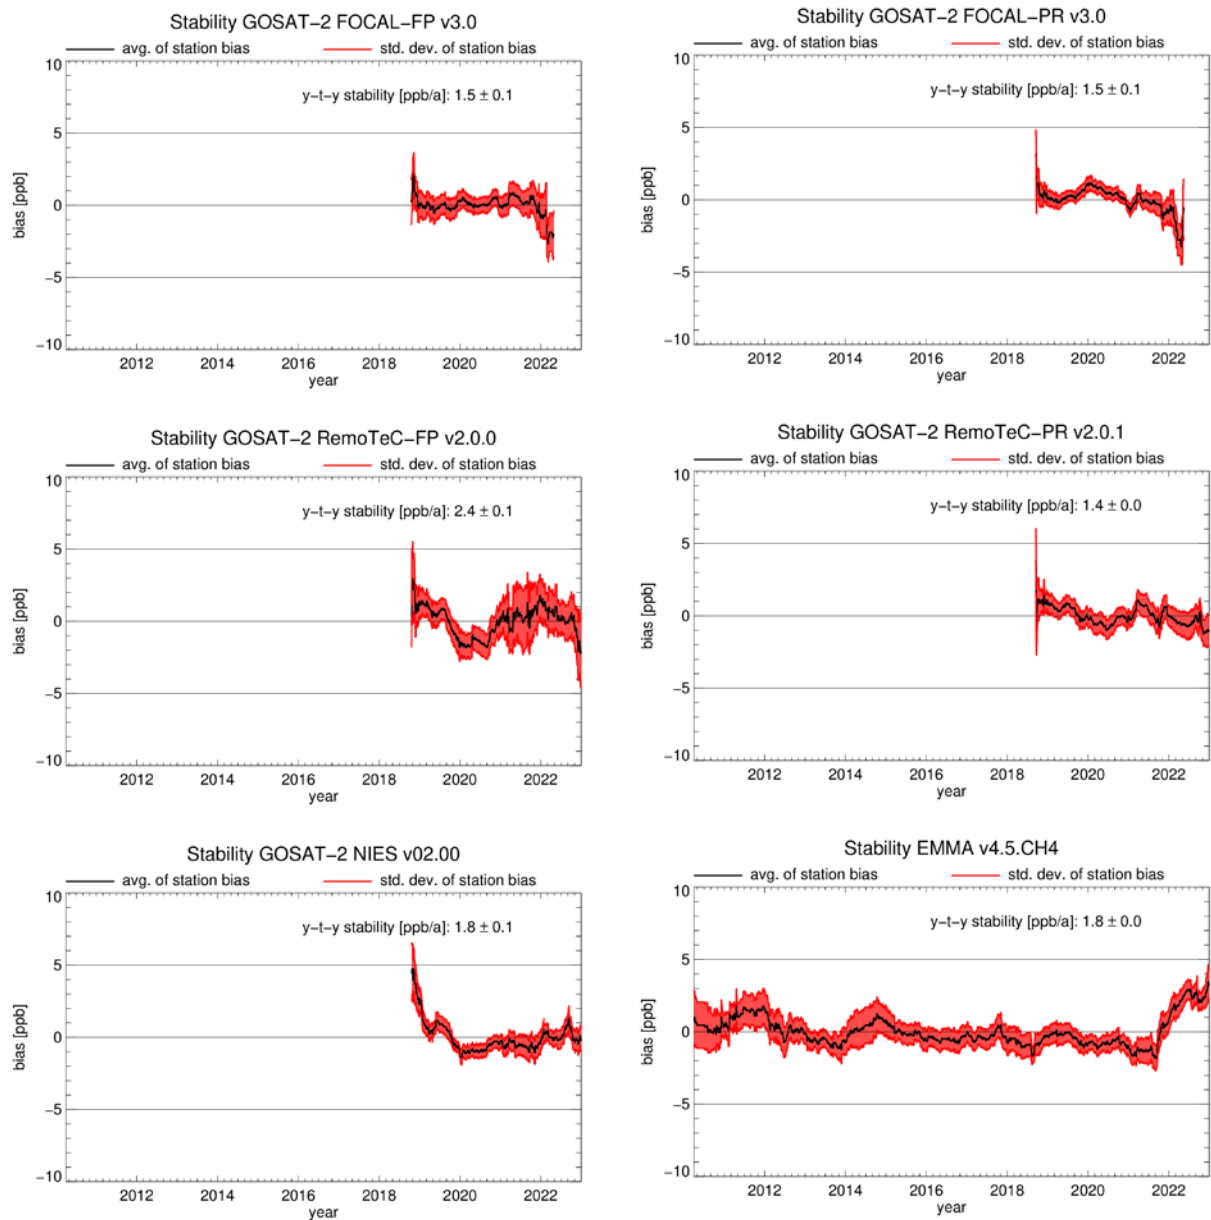 Stability GOSAT−2 FOCAL−FP v3.0
avg. of station bias
std. dev. of station bias
y−t−y stability [ppb/a]: 1.5 ± 0.1
10
5
0
−5
−10
bias [ppb]
2012 2014 2016 2018 2020 2022
year
Stability GOSAT−2 FOCAL−PR v3.0
avg. of station bias
std. dev. of station bias
y−t−y stability [ppb/a]: 1.5 ± 0.1
10
5
0
−5
−10
bias [ppb]
2012 2014 2016 2018 2020 2022
year
Stability GOSAT−2 RemoTeC−FP v2.0.0
avg. of station bias
std. dev. of station bias
y−t−y stability [ppb/a]: 2.4 ± 0.1
10
5
0
−5
−10
bias [ppb]
2012 2014 2016 2018 2020 2022
year
Stability GOSAT−2 RemoTeC−PR v2.0.1
avg. of station bias
std. dev. of station bias
y−t−y stability [ppb/a]: 1.4 ± 0.0
10
5
0
−5
−10
bias [ppb]
2012 2014 2016 2018 2020 2022
year
Stability GOSAT−2 NIES v02.00
avg. of station bias
std. dev. of station bias
y−t−y stability [ppb/a]: 1.8 ± 0.1
10
5
0
−5
−10
bias [ppb]
2012 2014 2016 2018 2020 2022
year
Stability EMMA v4.5.CH4
avg. of station bias
std. dev. of station bias
y−t−y stability [ppb/a]: 1.8 ± 0.0
10
5
0
−5
−10
bias [ppb]
2012 2014 2016 2018 2020 2022
year